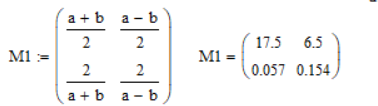 M1 := ( (a + b)/2 (a − b)/2
2/(a + b) 2/(a − b) )
M1 = ( 17.5 6.5
0.057 0.154 )